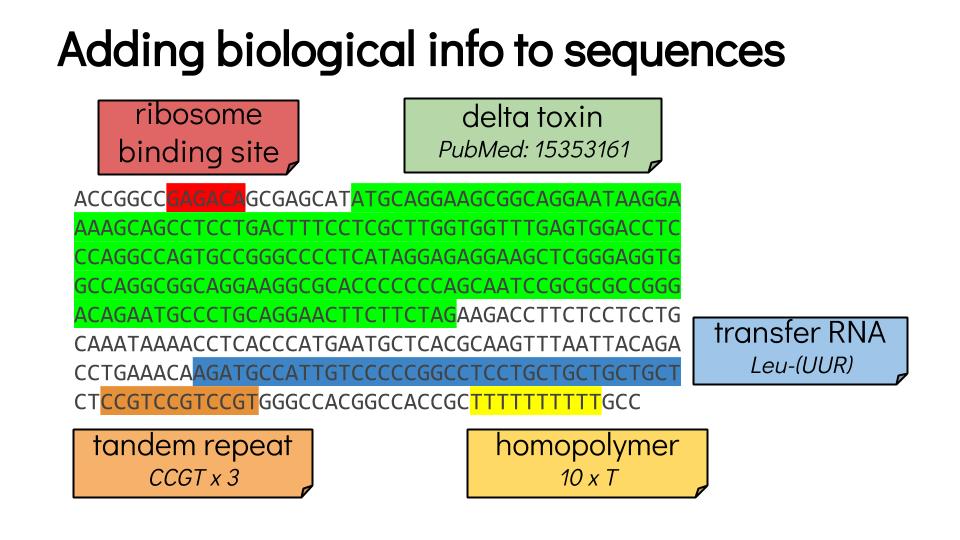 Adding biological info to sequences
ribosome
binding site
delta toxin
PubMed: 15353161
ACCGGCCGAGACAGCGAGCATATGCAGGAAGCGGCAGGAATAAGGA
AAAGCAGCCTCCTGACTTTCCTCGCTTGGTGGTTTGAGTGGACCTC
CCAGGCCAGTGCCGGGCCCCTCATAGGAGAGGAAGCTCGGGAGGTG
GCCAGGCGGCAGGAAGGCGCACCCCCCCAGCAATCCGCGCGCCGGG
ACAGAATGCCCTGCAGGAACTTCTTCTAGAAGACCTTCTCCTCCTG
CAAATAAAACCTCACCCATGAATGCTCACGCAAGTTTAATTACAGA
CCTGAAACAAGATGCCATTGTCCCCCGGCCTCCTGCTGCTGCTGCT
CTCCGTCCGTCCGTGGGCCACGGCCACCGCTTTTTTTTTTGCC
transfer RNA
Leu-(UUR)
tandem repeat
CCGT x 3
homopolymer
10 x T